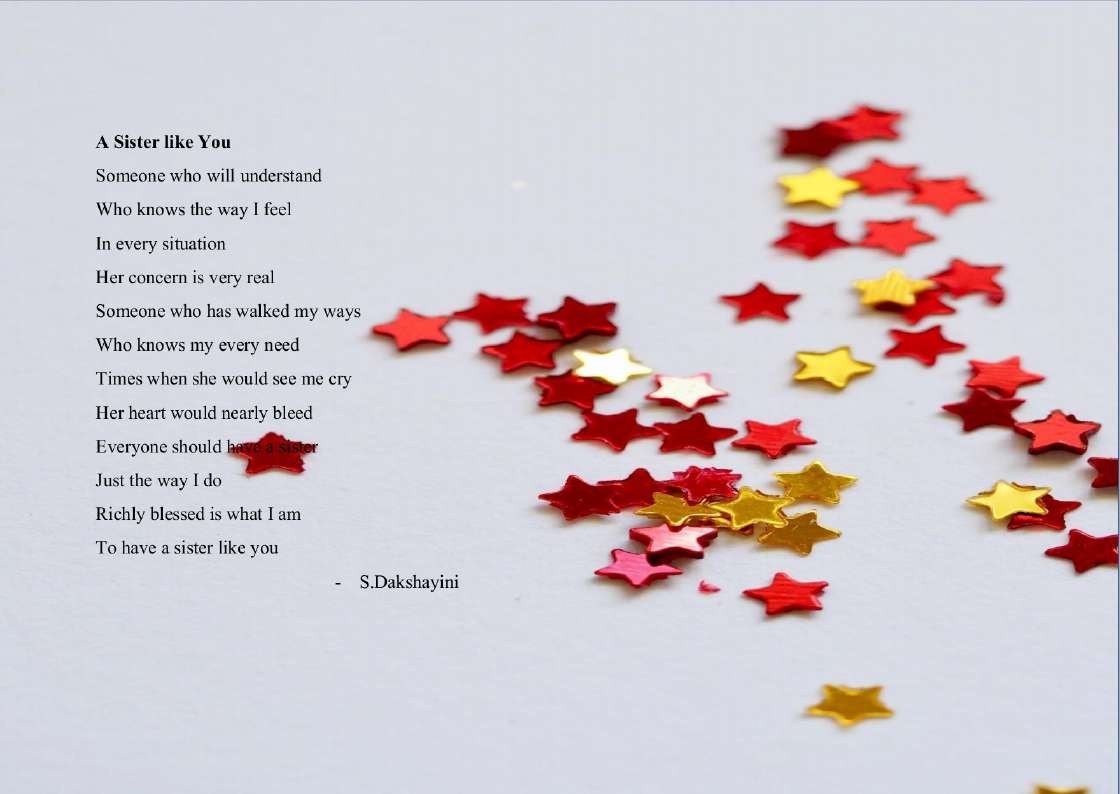 A Sister like You
Someone who will understand
Who knows the way I feel
In every situation
Her concern is very real
Someone who has walked my ways
Who knows my every need
Times when she would see me cry
Her heart would nearly bleed
Everyone should have a sister
Just the way I do
Richly blessed is what I am
To have a sister like you
- S.Dakshayini